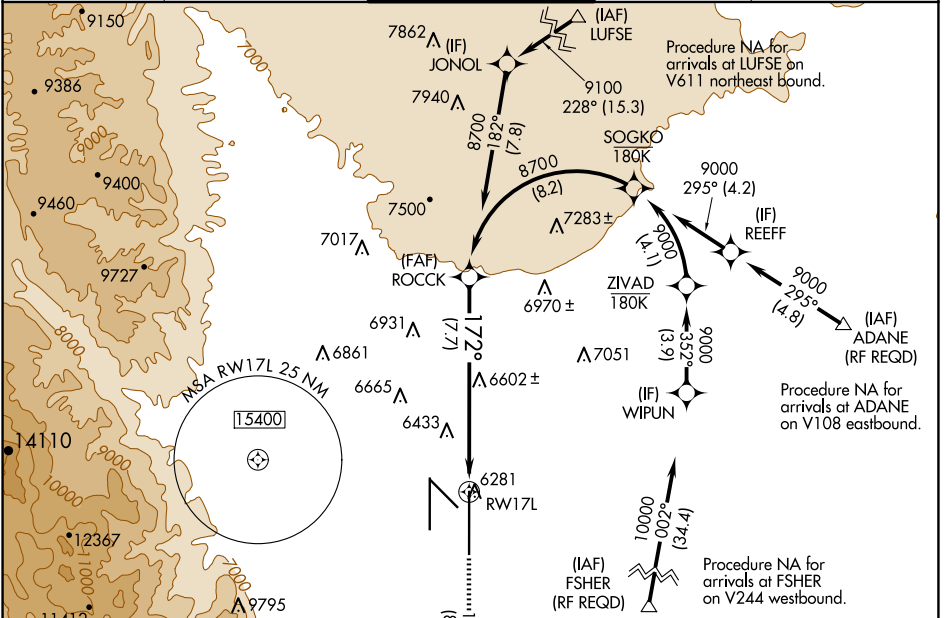 9150
7862
(IF)
JONOL
(IAF)
LUFSE
Procedure NA for
arrivals at LUFSE on
V611 northeast bound.
7000
9386
7940
9100
228° (15.3)
9000
8700
182°
(7.8)
SOGKO
180K
8700
(8.2)
9000
295° (4.2)
9400
9460
7500
7283±
(IF)
REEFF
7017
9727
(FAF)
ROCCK
9000
(4.1)
ZIVAD
180K
9000
295°
(4.8)
6970±
(IAF)
ADANE
(RF REQD)
8000
6931
172°
(7.7)
9000
352°
(3.9)
6861
7051
MSA RW17L 25 NM
6665
6602±
(IF)
WIPUN
Procedure NA for
arrivals at ADANE
on V108 eastbound.
15400
6433
14110
9000
10000
6281
RW17L
10000
002°
(34.4)
12367
11000
7000
(IAF)
FSHER
(RF REQD)
Procedure NA for
arrivals at FSHER
on V244 westbound.
9795